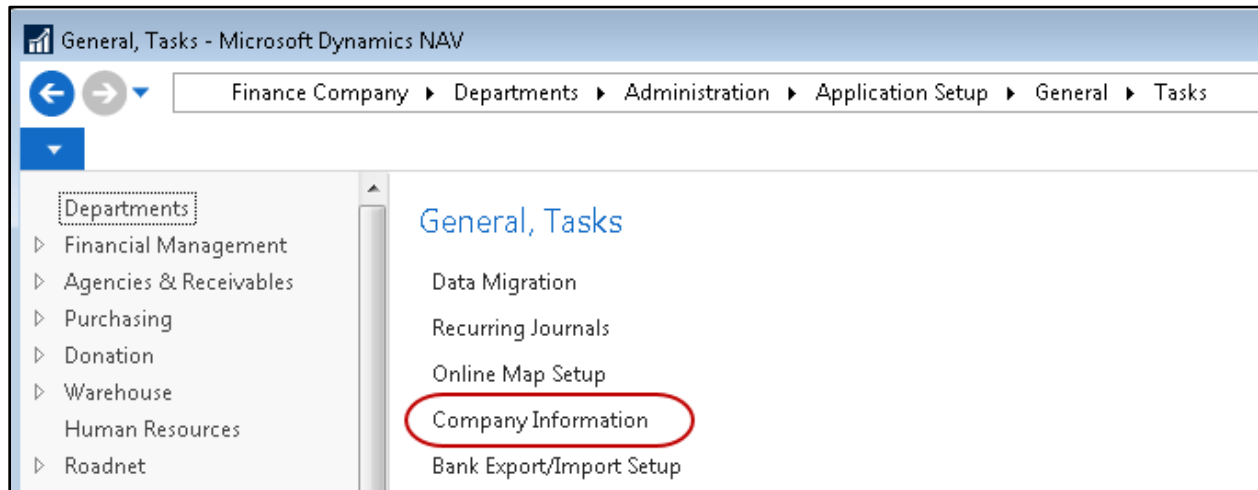 General, Tasks - Microsoft Dynamics NAV
Finance Company ▸ Departments ▸ Administration ▸ Application Setup ▸ General ▸ Tasks
Departments
Financial Management
Agencies & Receivables
Purchasing
Donation
Warehouse
Human Resources
Roadnet
General, Tasks
Data Migration
Recurring Journals
Online Map Setup
Company Information
Bank Export/Import Setup